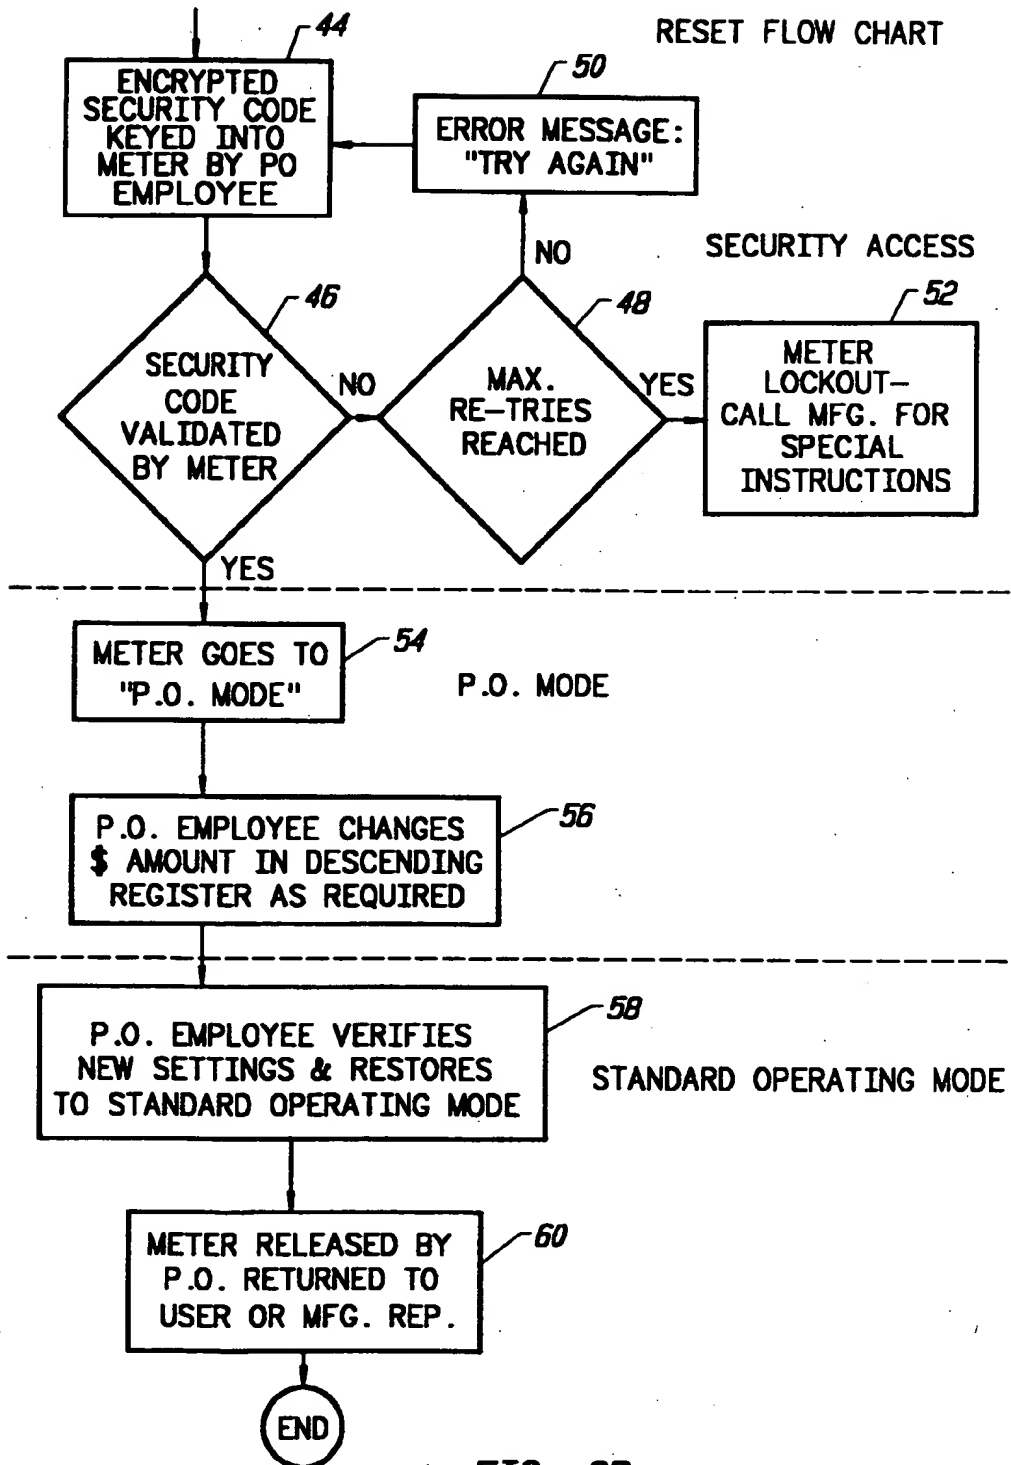 RESET FLOW CHART
44
ENCRYPTED
SECURITY CODE
KEYED INTO
METER BY PO
EMPLOYEE
50
ERROR MESSAGE:
"TRY AGAIN"
NO
SECURITY ACCESS
46
SECURITY
CODE
VALIDATED
BY METER
NO
48
MAX.
RE-TRIES
REACHED
YES
52
METER
LOCKOUT-
CALL MFG. FOR
SPECIAL
INSTRUCTIONS
YES
METER GOES TO
"P.O. MODE"
54
P.O. MODE
P.O. EMPLOYEE CHANGES
$ AMOUNT IN DESCENDING
REGISTER AS REQUIRED
56
P.O. EMPLOYEE VERIFIES
NEW SETTINGS & RESTORES
TO STANDARD OPERATING MODE
58
STANDARD OPERATING MODE
METER RELEASED BY
P.O. RETURNED TO
USER OR MFG. REP.
60
END